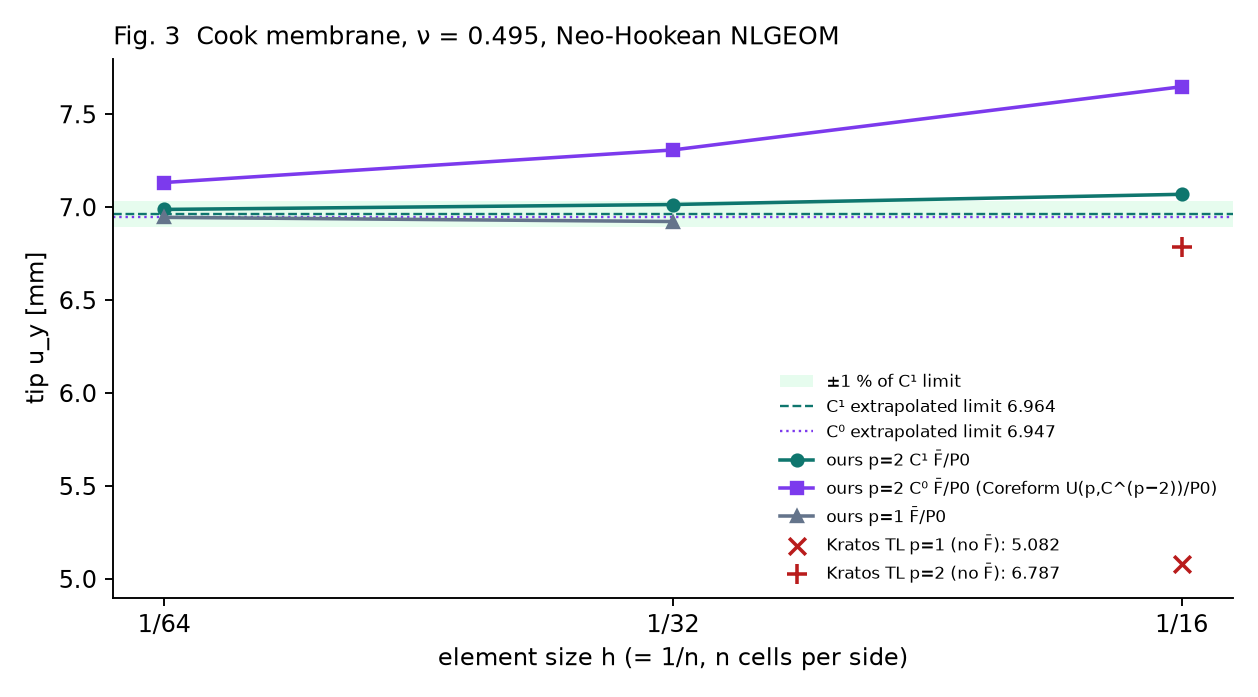 Fig. 3  Cook membrane, ν = 0.495, Neo-Hookean NLGEOM
7.5
7.0
6.5
6.0
5.5
5.0
tip u_y [mm]
±1 % of C¹ limit
C¹ extrapolated limit 6.964
C⁰ extrapolated limit 6.947
ours p=2 C¹ F̄/P0
ours p=2 C⁰ F̄/P0 (Coreform U(p,C^(p−2))/P0)
ours p=1 F̄/P0
Kratos TL p=1 (no F̄): 5.082
Kratos TL p=2 (no F̄): 6.787
1/64
1/32
1/16
element size h (= 1/n, n cells per side)